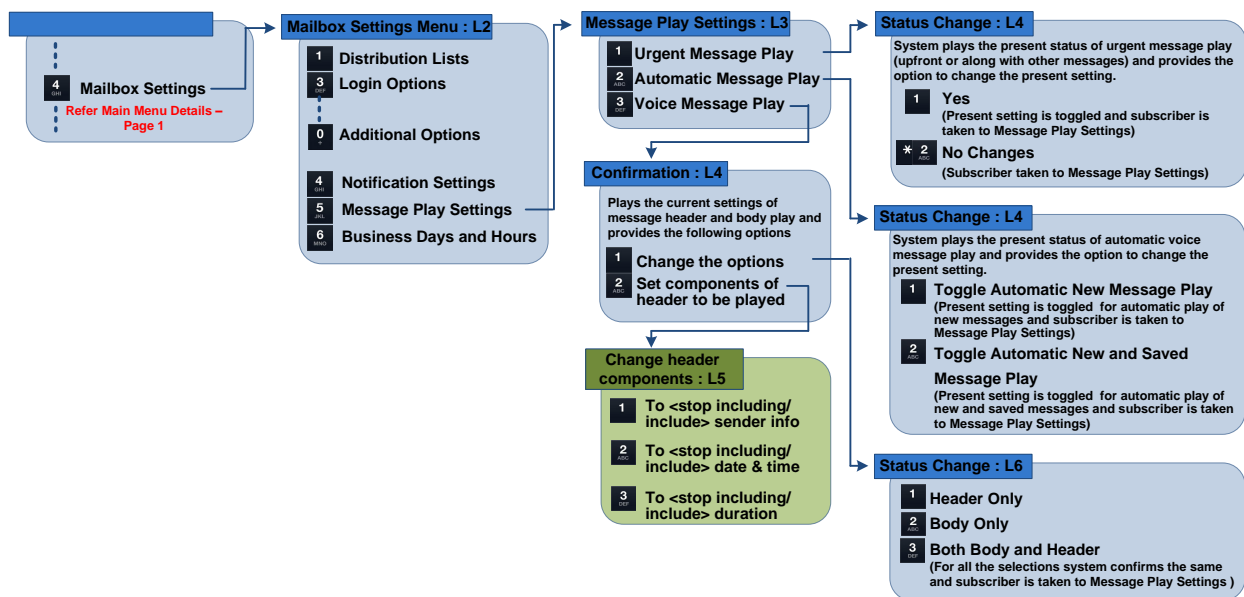 4
GHI
Mailbox Settings
Refer Main Menu Details –
Page 1
Mailbox Settings Menu : L2
1
Distribution Lists
3
DEF
Login Options
0
+
Additional Options
4
GHI
Notification Settings
5
JKL
Message Play Settings
6
MNO
Business Days and Hours
Message Play Settings : L3
1
Urgent Message Play
2
ABC
Automatic Message Play
3
DEF
Voice Message Play
Confirmation : L4
Plays the current settings of
message header and body play and
provides the following options
1
Change the options
2
ABC
Set components of
header to be played
Change header
components : L5
1
To <stop including/
include> sender info
2
ABC
To <stop including/
include> date & time
3
DEF
To <stop including/
include> duration
Status Change : L4
System plays the present status of urgent message play
(upfront or along with other messages) and provides the
option to change the present setting.
1
Yes
(Present setting is toggled and subscriber is
taken to Message Play Settings)
* 2
ABC
No Changes
(Subscriber taken to Message Play Settings)
Status Change : L4
System plays the present status of automatic voice
message play and provides the option to change the
present setting.
1
Toggle Automatic New Message Play
(Present setting is toggled for automatic play of
new messages and subscriber is taken to
Message Play Settings)
2
ABC
Toggle Automatic New and Saved
Message Play
(Present setting is toggled for automatic play of
new and saved messages and subscriber is taken
to Message Play Settings)
Status Change : L6
1
Header Only
2
ABC
Body Only
3
DEF
Both Body and Header
(For all the selections system confirms the same
and subscriber is taken to Message Play Settings )